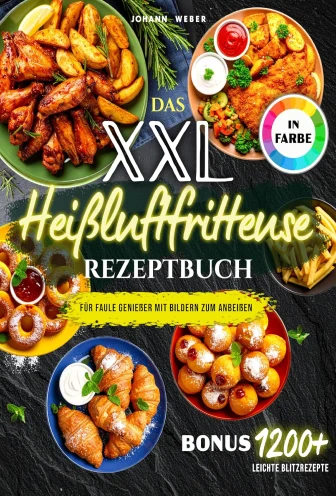 JOHANN WEBER
DAS
XXL
IN
FARBE
Heißluftfritteuse
REZEPTBUCH
FÜR FAULE GENIEßER MIT BILDERN ZUM ANBEIßEN
BONUS 1200+
LEICHTE BLITZREZEPTE